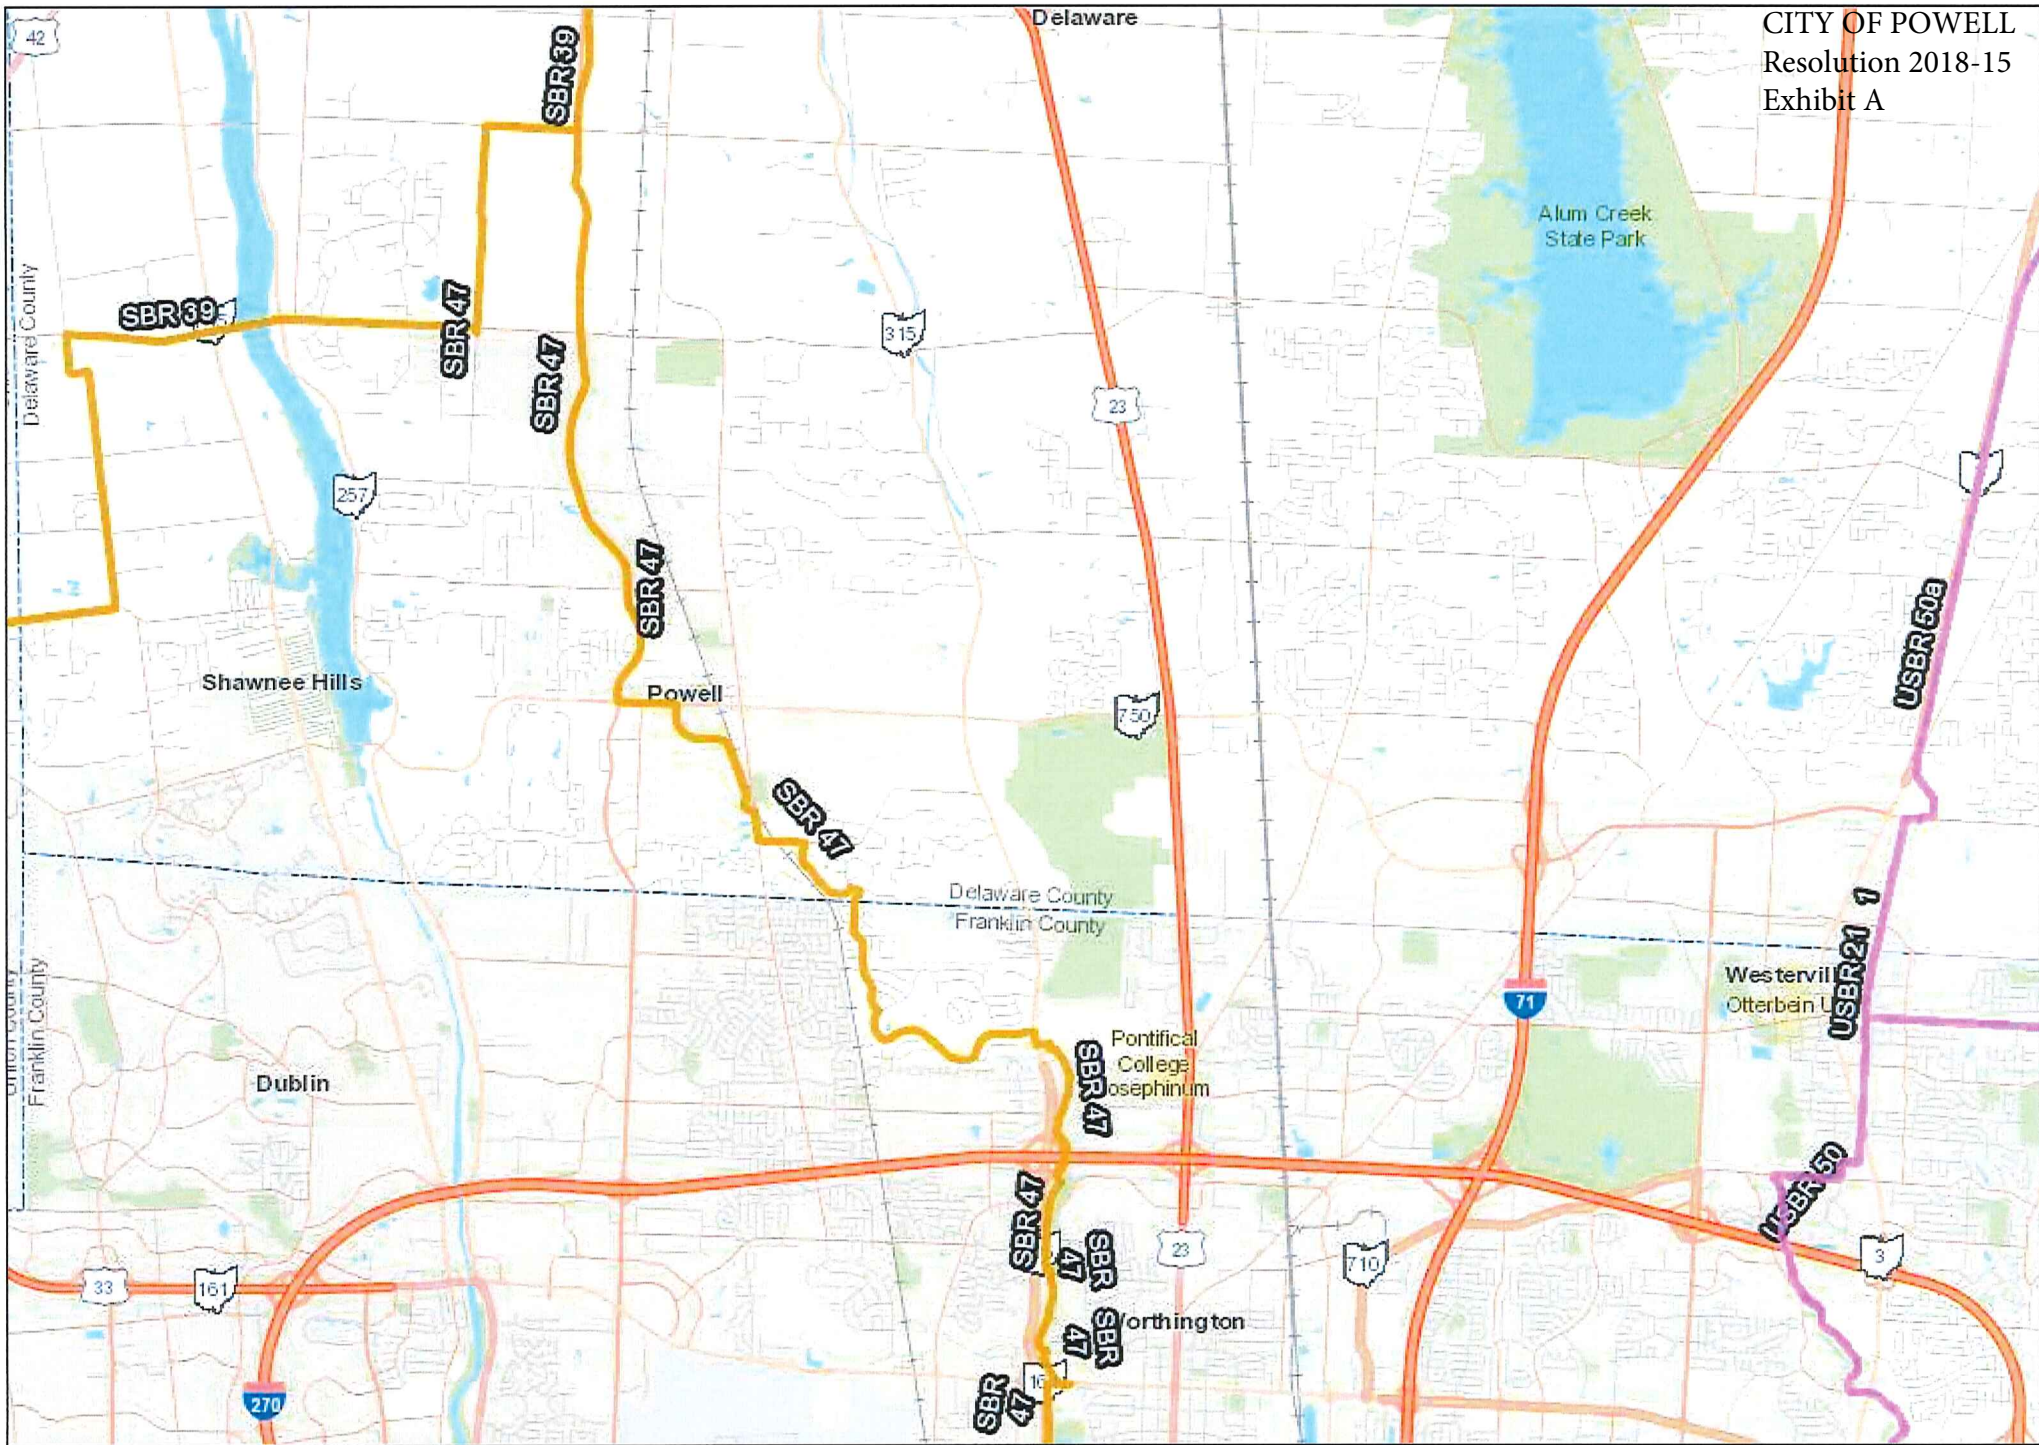 CITY OF POWELL
Resolution 2018-15
Exhibit A
Delaware
42
SBR 39
Alum Creek
State Park
Delaware County
SBR 39
SBR 47
SBR 47
315
23
257
SBR 47
USBR 50a
Shawnee Hills
Powell
750
SBR 47
Delaware County
Franklin County
1
USBR 21
Westervil
Otterbein U
71
Franklin County
Pontifical
College
osephinum
SBR 47
Dublin
USBR 50
SBR 47
SBR
47
23
710
3
33
161
SBR
47
orthington
SBR
47
270